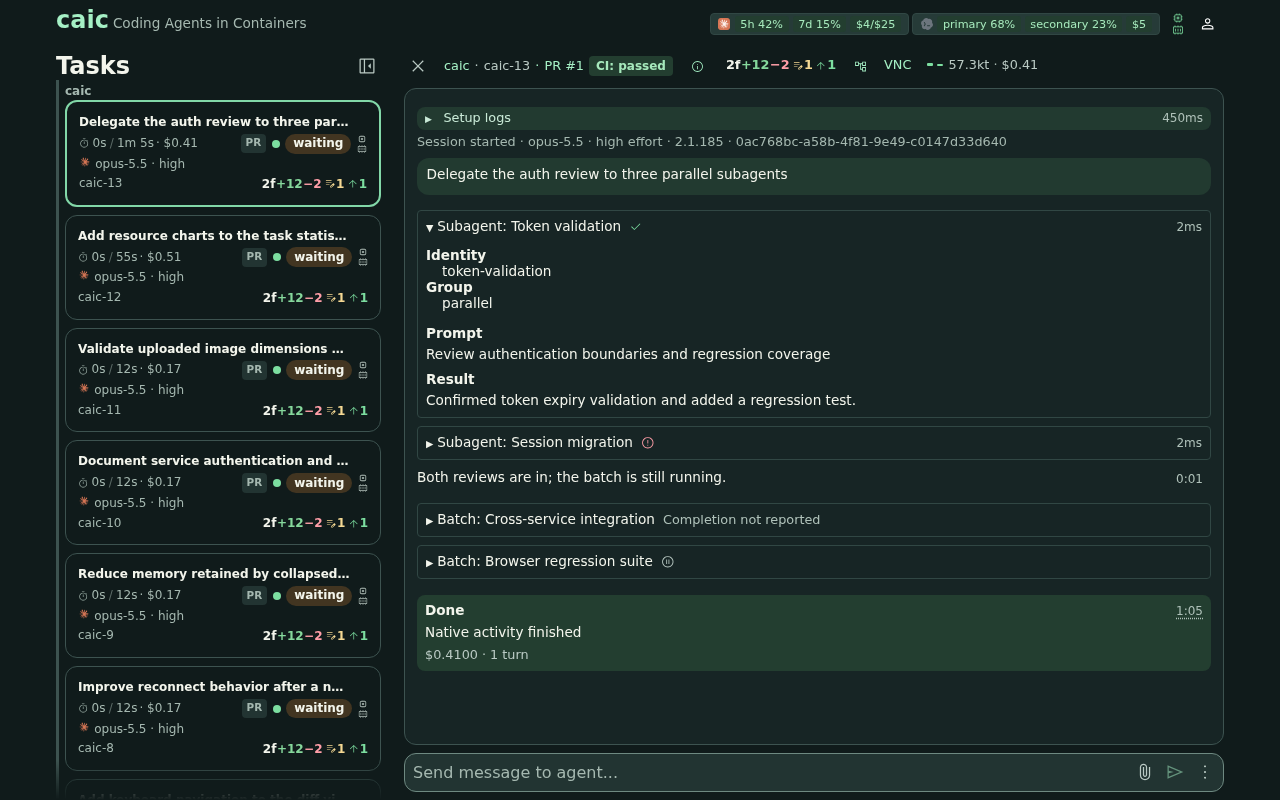 caic Coding Agents in Containers
5h 42% 7d 15% $4/$25
primary 68% secondary 23% $5
Tasks
caic · caic-13 · PR #1 CI: passed
2f+12−2 1 ↑1
VNC
57.3kt · $0.41
caic
Delegate the auth review to three par…
0s / 1m 5s · $0.41 PR waiting
opus-5.5 · high
caic-13 2f+12−2 1 ↑1
Add resource charts to the task statis…
0s / 55s · $0.51 PR waiting
opus-5.5 · high
caic-12 2f+12−2 1 ↑1
Validate uploaded image dimensions …
0s / 12s · $0.17 PR waiting
opus-5.5 · high
caic-11 2f+12−2 1 ↑1
Document service authentication and …
0s / 12s · $0.17 PR waiting
opus-5.5 · high
caic-10 2f+12−2 1 ↑1
Reduce memory retained by collapsed…
0s / 12s · $0.17 PR waiting
opus-5.5 · high
caic-9 2f+12−2 1 ↑1
Improve reconnect behavior after a n…
0s / 12s · $0.17 PR waiting
opus-5.5 · high
caic-8 2f+12−2 1 ↑1
▶ Setup logs 450ms
Session started · opus-5.5 · high effort · 2.1.185 · 0ac768bc-a58b-4f81-9e49-c0147d33d640
Delegate the auth review to three parallel subagents
▼ Subagent: Token validation ✓ 2ms
Identity
token-validation
Group
parallel
Prompt
Review authentication boundaries and regression coverage
Result
Confirmed token expiry validation and added a regression test.
▶ Subagent: Session migration 2ms
Both reviews are in; the batch is still running. 0:01
▶ Batch: Cross-service integration Completion not reported
▶ Batch: Browser regression suite
Done 1:05
Native activity finished
$0.4100 · 1 turn
Send message to agent…